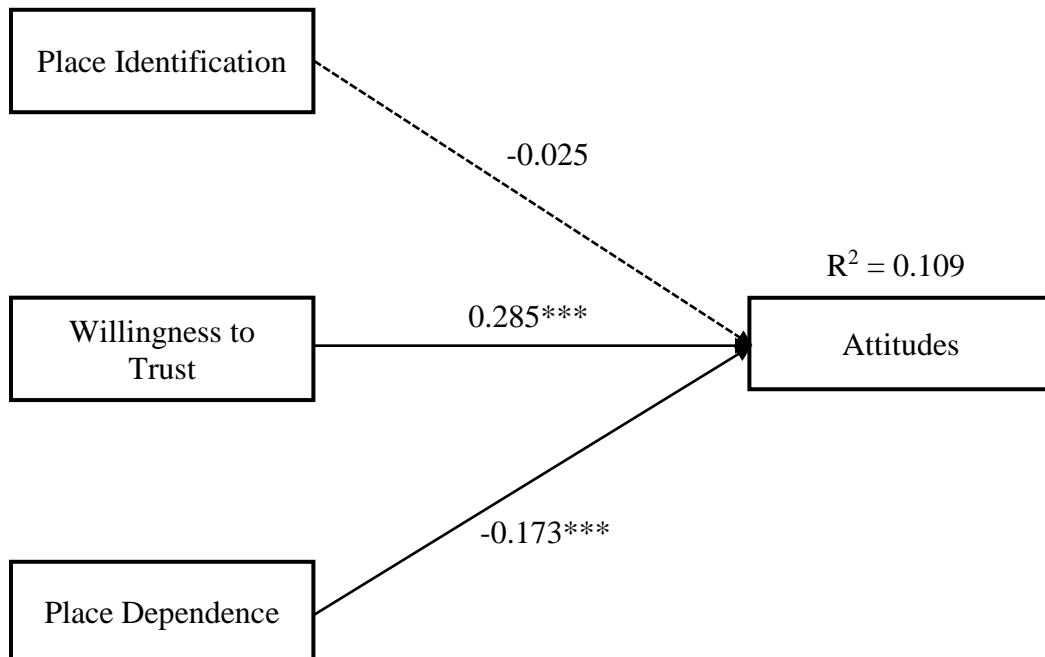 Place Identification
-0.025
R² = 0.109
Willingness to
Trust
0.285***
Attitudes
-0.173***
Place Dependence